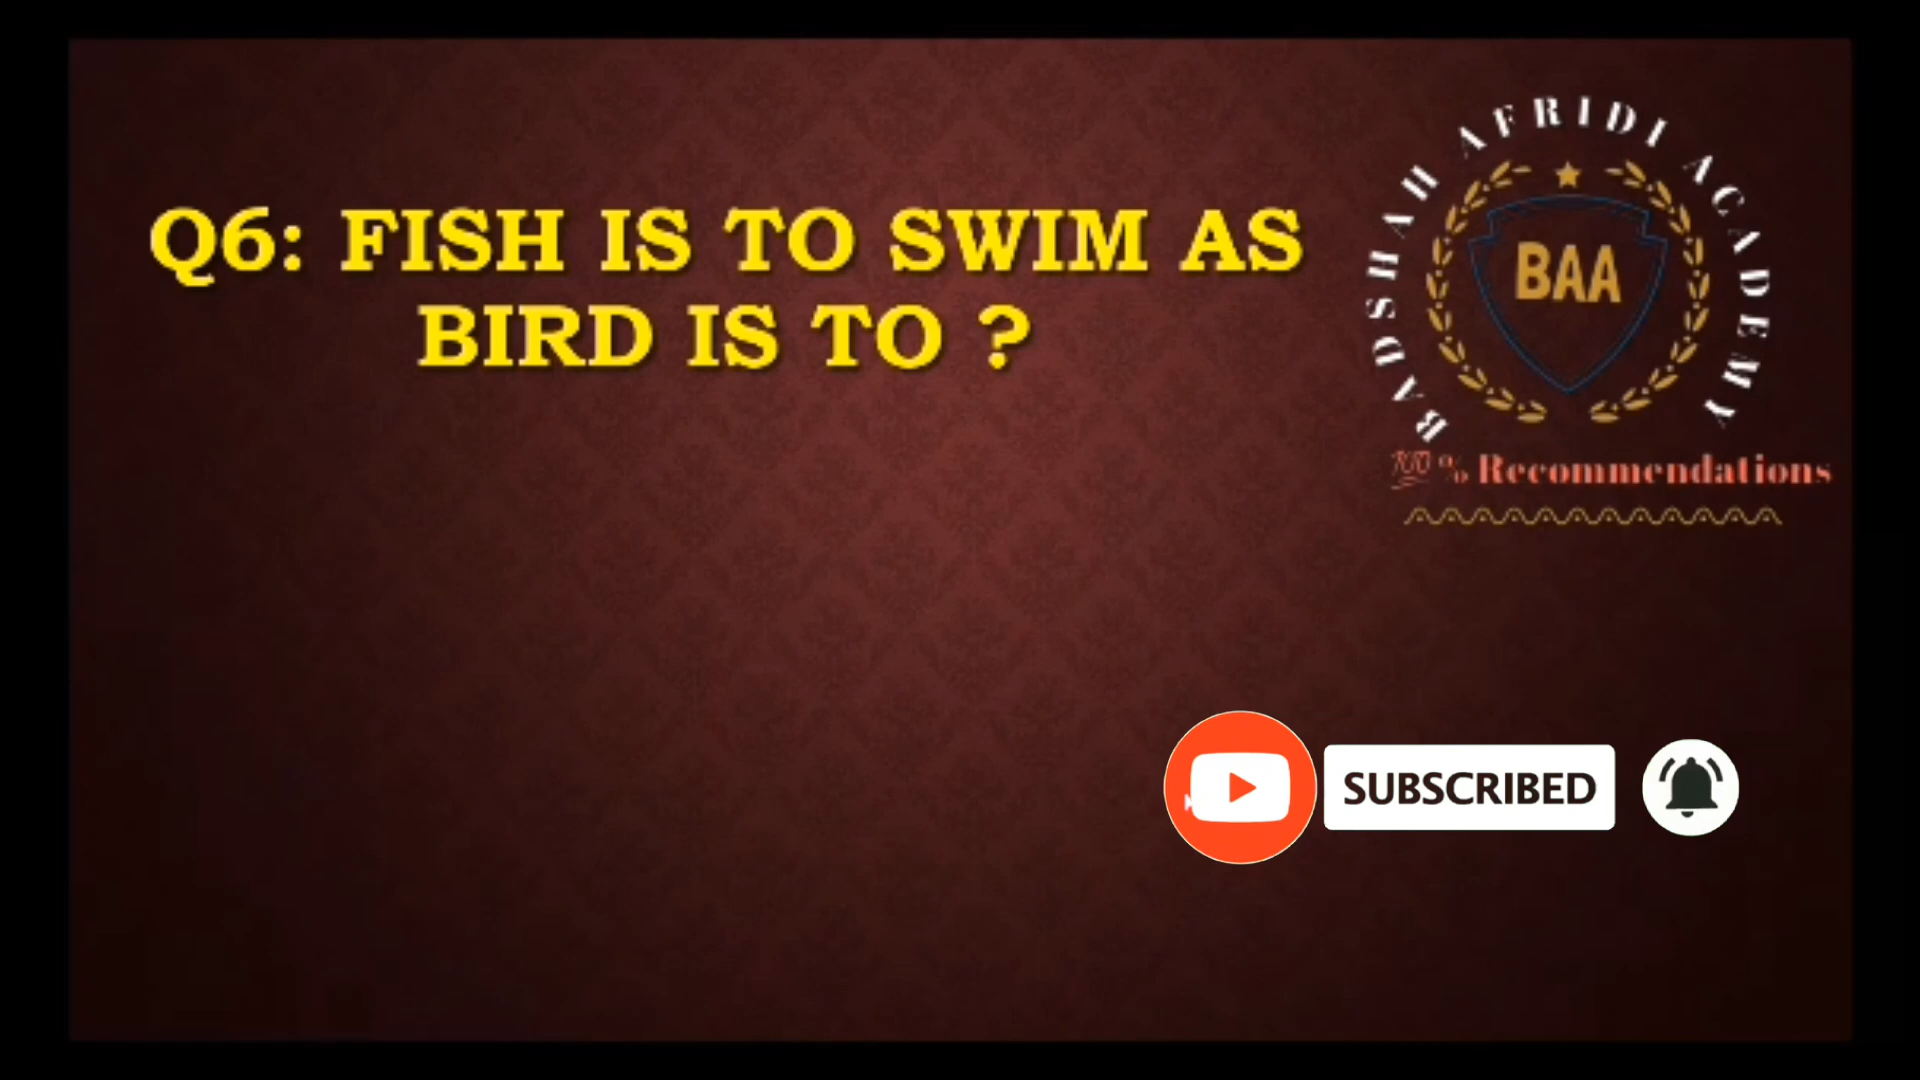 Q6: FISH IS TO SWIM AS
BIRD IS TO ?
BADSHAH AFRIDI ACADEMY
BAA
💯% Recommendations
SUBSCRIBED